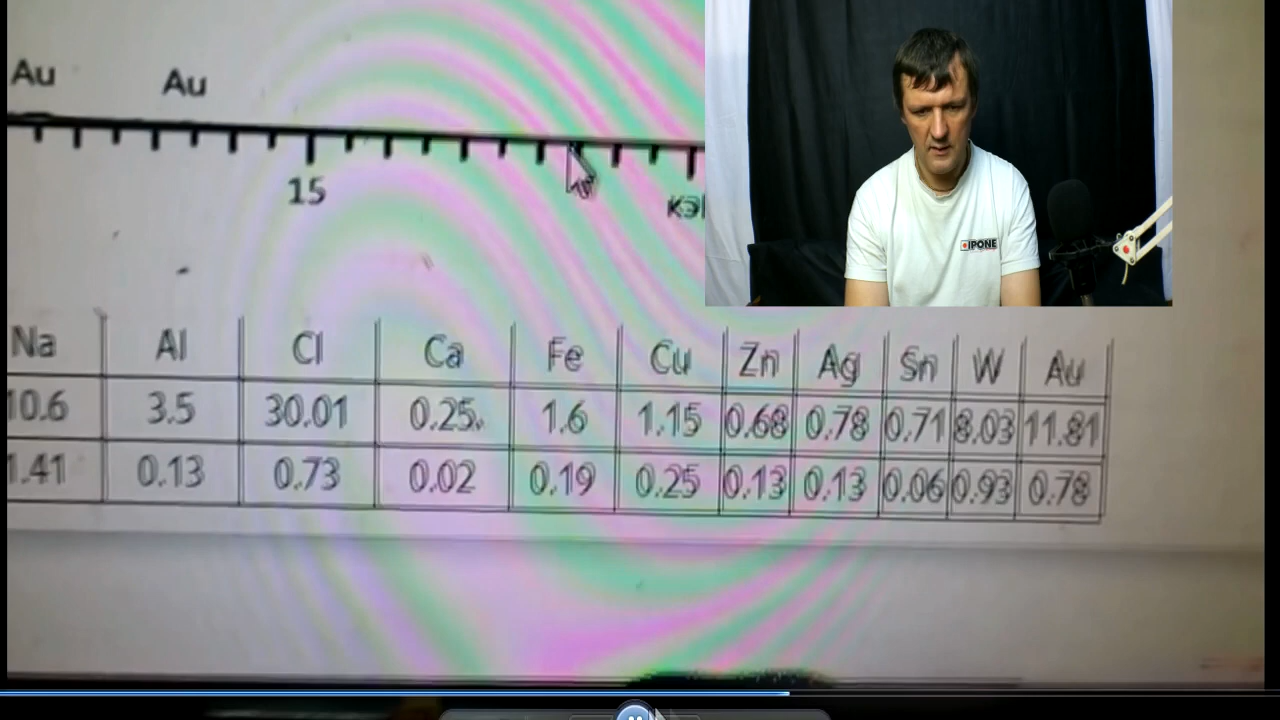 Au Au
15 кэ
IPONE
Na Al Cl Ca Fe Cu Zn Ag Sn W Au
10.6 3.5 30.01 0.25 1.6 1.15 0.68 0.78 0.71 8.03 11.81
1.41 0.13 0.73 0.02 0.19 0.25 0.13 0.13 0.06 0.93 0.78